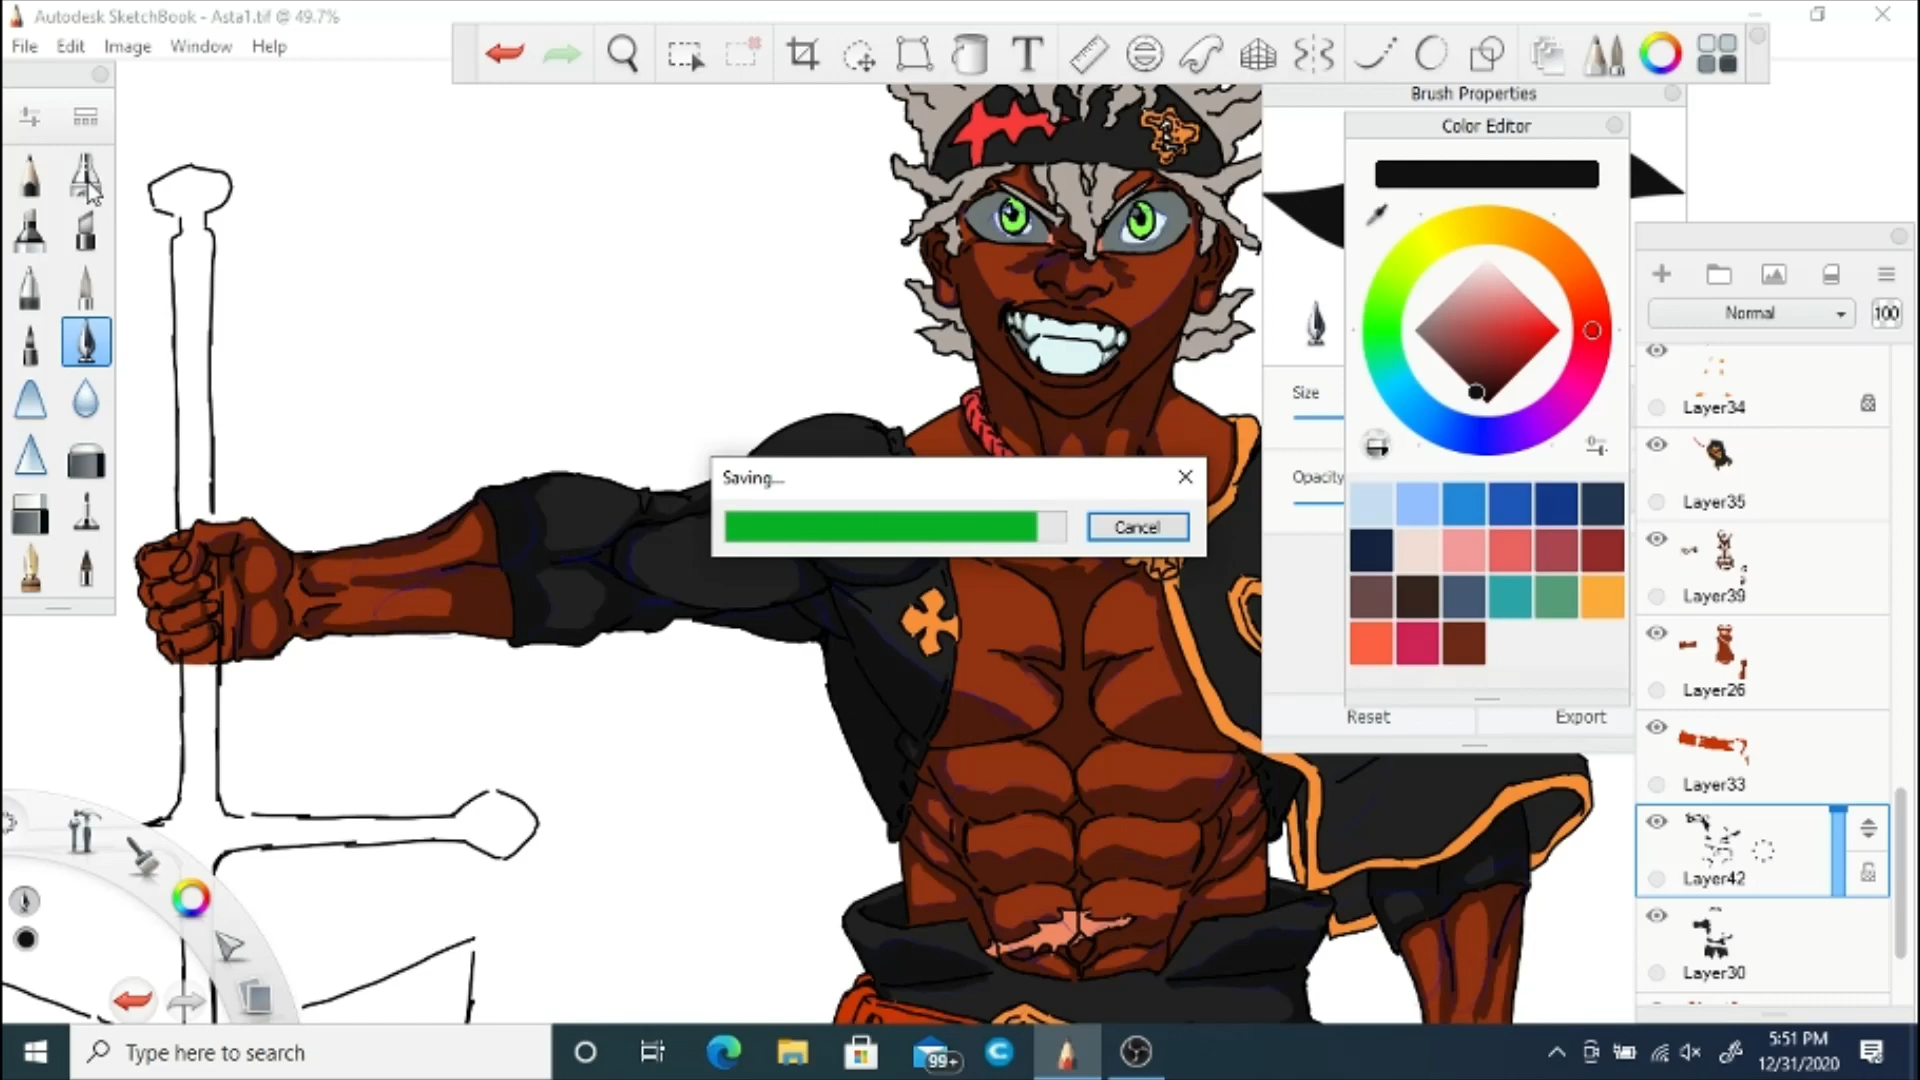 Autodesk SketchBook - Asta1.tif @ 49.7%
File Edit Image Window Help
T
Brush Properties
Color Editor
Normal
100
Size
Opacity
Saving...
Cancel
Reset Export
Layer34
Layer35
Layer39
Layer26
Layer33
Layer42
Layer30
Type here to search
99+
5:51 PM
12/31/2020